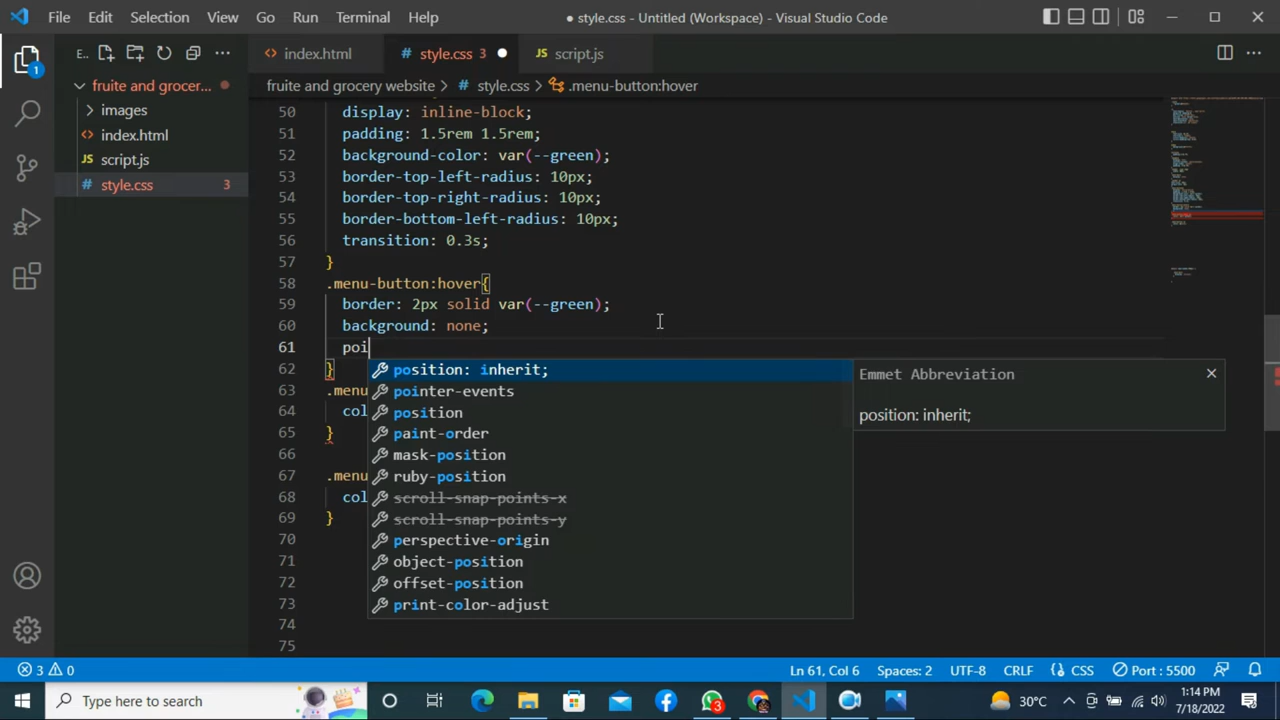 File Edit Selection View Go Run Terminal Help
● style.css - Untitled (Workspace) - Visual Studio Code
1
E..
fruite and grocer...
images
index.html
JS script.js
# style.css 3
index.html
# style.css 3
JS script.js
fruite and grocery website > # style.css > .menu-button:hover
50 display: inline-block;
51 padding: 1.5rem 1.5rem;
52 background-color: var(--green);
53 border-top-left-radius: 10px;
54 border-top-right-radius: 10px;
55 border-bottom-left-radius: 10px;
56 transition: 0.3s;
57 }
58 .menu-button:hover{
59 border: 2px solid var(--green);
60 background: none;
61 poi
62 }
63 .menu
64 col
65 }
66
67 .menu
68 col
69 }
70
71
72
73
74
75
position: inherit;
pointer-events
position
paint-order
mask-position
ruby-position
scroll-snap-points-x
scroll-snap-points-y
perspective-origin
object-position
offset-position
print-color-adjust
Emmet Abbreviation
position: inherit;
3 0
Ln 61, Col 6 Spaces: 2 UTF-8 CRLF {} CSS Port : 5500
Type here to search
3
30°C
1:14 PM
7/18/2022